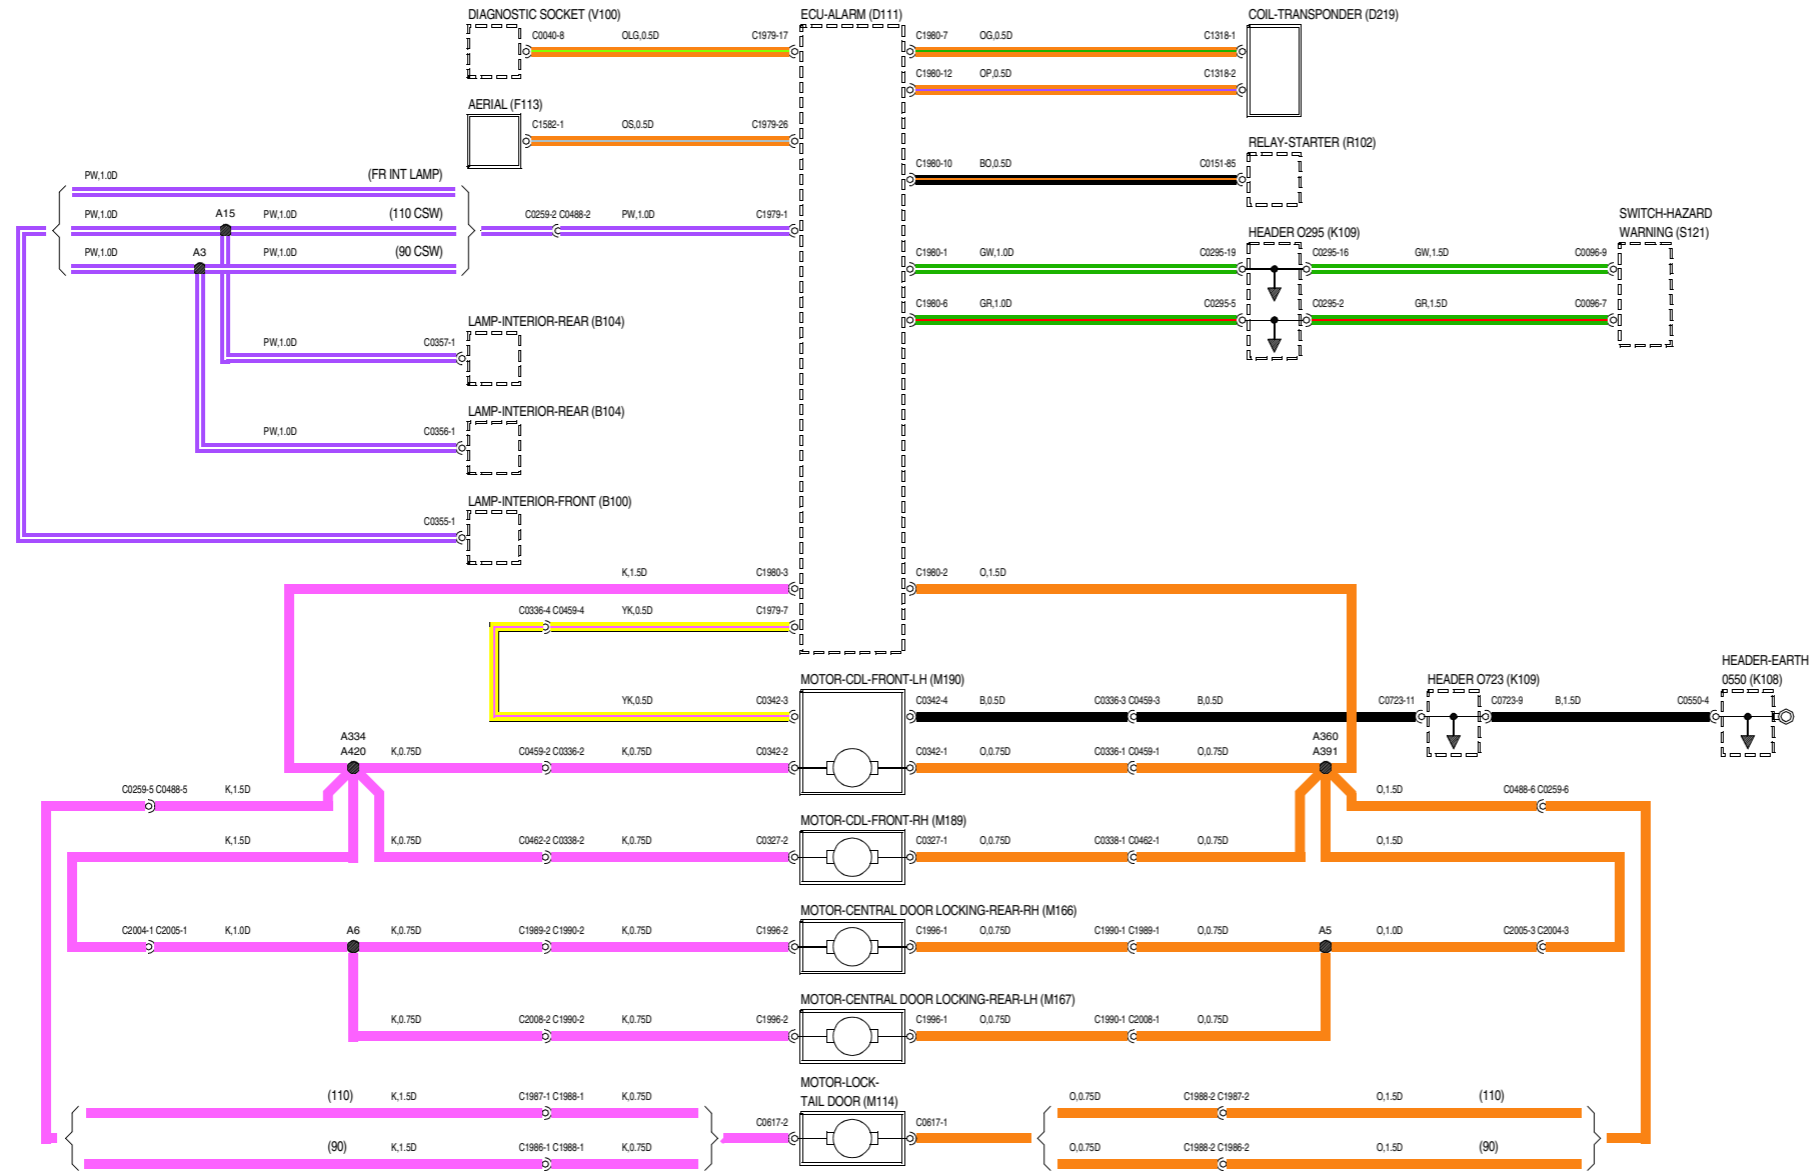 DIAGNOSTIC SOCKET (V100)
ECU-ALARM (D111)
COIL-TRANSPONDER (D219)
C0040-8 OLG,0.5D C1979-17
C1980-7 OG,0.5D C1318-1
C1980-12 OP,0.5D C1318-2
AERIAL (F113)
C1582-1 OS,0.5D C1979-26
RELAY-STARTER (R102)
C1980-10 BO,0.5D C0151-85
PW,1.0D (FR INT LAMP)
PW,1.0D A15 PW,1.0D (110 CSW)
C0259-2 C0488-2 PW,1.0D C1979-1
PW,1.0D A3 PW,1.0D (90 CSW)
SWITCH-HAZARD
WARNING (S121)
HEADER O295 (K109)
C1980-1 GW,1.0D C0295-19
C0295-16 GW,1.5D C0096-9
C1980-6 GR,1.0D C0295-5
C0295-2 GR,1.5D C0096-7
LAMP-INTERIOR-REAR (B104)
PW,1.0D C0357-1
LAMP-INTERIOR-REAR (B104)
PW,1.0D C0356-1
LAMP-INTERIOR-FRONT (B100)
C0355-1
K,1.5D C1980-3
C1980-2 O,1.5D
C0336-4 C0459-4 YK,0.5D C1979-7
MOTOR-CDL-FRONT-LH (M190)
HEADER O723 (K109)
HEADER-EARTH
0550 (K108)
YK,0.5D C0342-3
C0342-4 B,0.5D C0336-3 C0459-3 B,0.5D C0723-11
C0723-9 B,1.5D C0550-4
A334
A420
K,0.75D C0459-2 C0336-2 K,0.75D C0342-2
C0342-1 O,0.75D C0336-1 C0459-1 O,0.75D
A360
A391
C0259-5 C0488-5 K,1.5D
O,1.5D C0488-6 C0259-6
MOTOR-CDL-FRONT-RH (M189)
K,1.5D K,0.75D C0462-2 C0338-2 K,0.75D C0327-2
C0327-1 O,0.75D C0338-1 C0462-1 O,0.75D O,1.5D
MOTOR-CENTRAL DOOR LOCKING-REAR-RH (M166)
C2004-1 C2005-1 K,1.0D A6 K,0.75D C1989-2 C1990-2 K,0.75D C1996-2
C1996-1 O,0.75D C1990-1 C1989-1 O,0.75D A5 O,1.0D C2005-3 C2004-3
MOTOR-CENTRAL DOOR LOCKING-REAR-LH (M167)
K,0.75D C2008-2 C1990-2 K,0.75D C1996-2
C1996-1 O,0.75D C1990-1 C2008-1 O,0.75D
MOTOR-LOCK-
TAIL DOOR (M114)
(110) K,1.5D C1987-1 C1988-1 K,0.75D
O,0.75D C1988-2 C1987-2 O,1.5D (110)
C0617-2
C0617-1
(90) K,1.5D C1986-1 C1988-1 K,0.75D
O,0.75D C1988-2 C1986-2 O,1.5D (90)